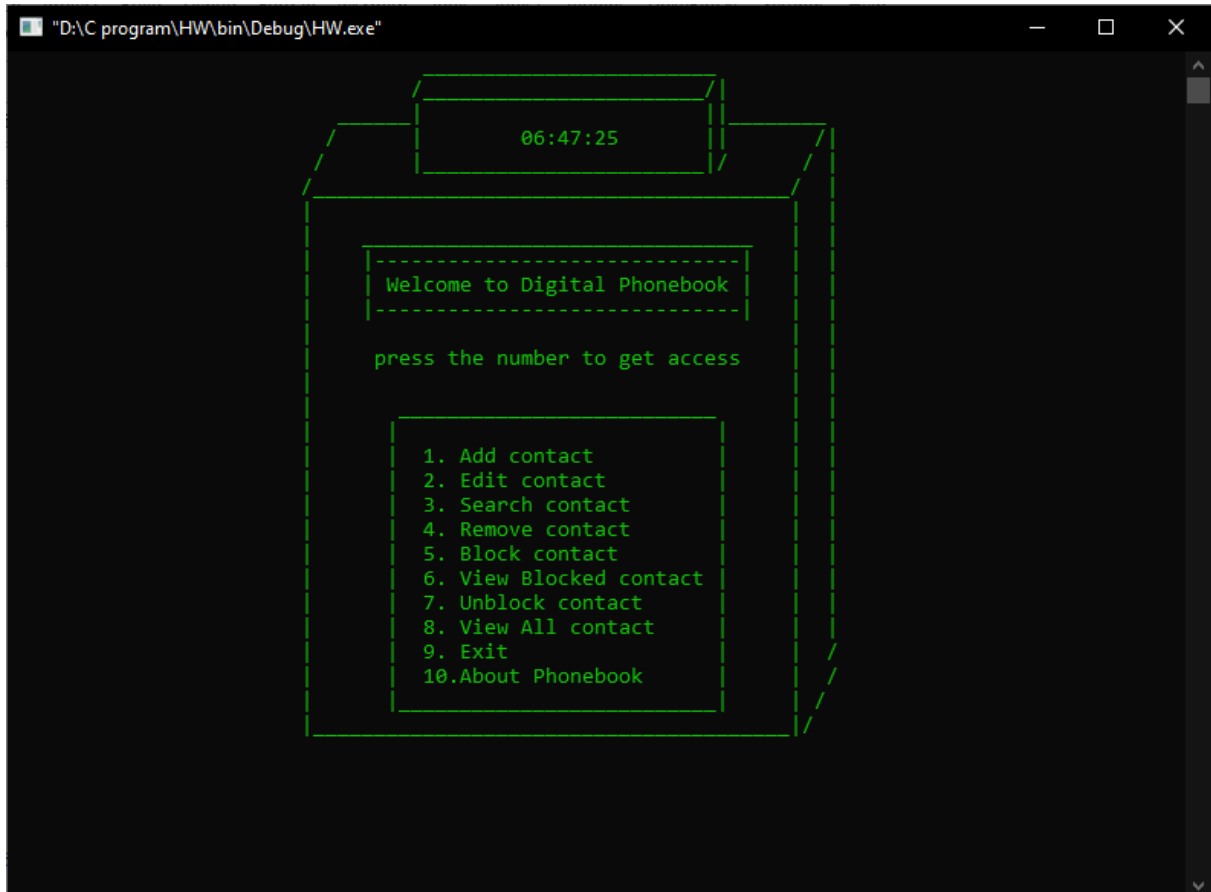 "D:\C program\HW\bin\Debug\HW.exe"
06:47:25
Welcome to Digital Phonebook
press the number to get access
1. Add contact
2. Edit contact
3. Search contact
4. Remove contact
5. Block contact
6. View Blocked contact
7. Unblock contact
8. View All contact
9. Exit
10.About Phonebook